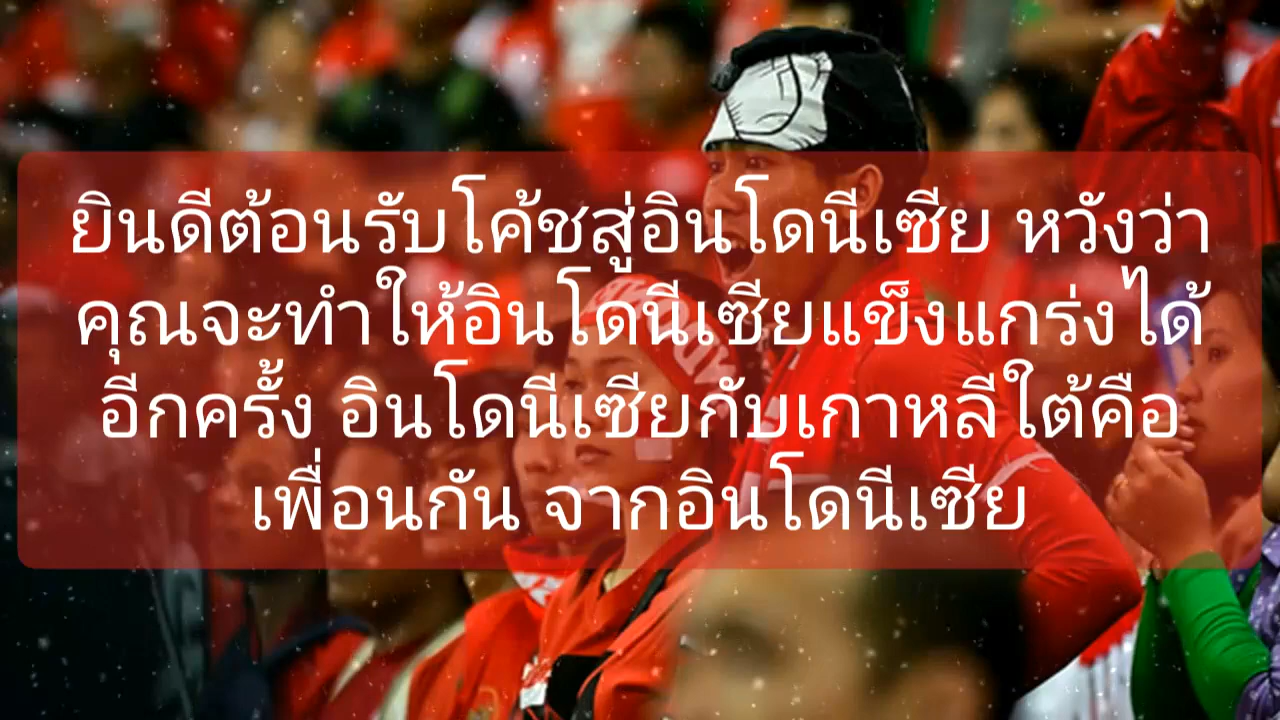 ยินดีต้อนรับโค้ชสู่อินโดนีเซีย หวังว่า
คุณจะทำให้อินโดนีเซียแข็งแกร่งได้
อีกครั้ง อินโดนีเซียกับเกาหลีใต้คือ
เพื่อนกัน จากอินโดนีเซีย